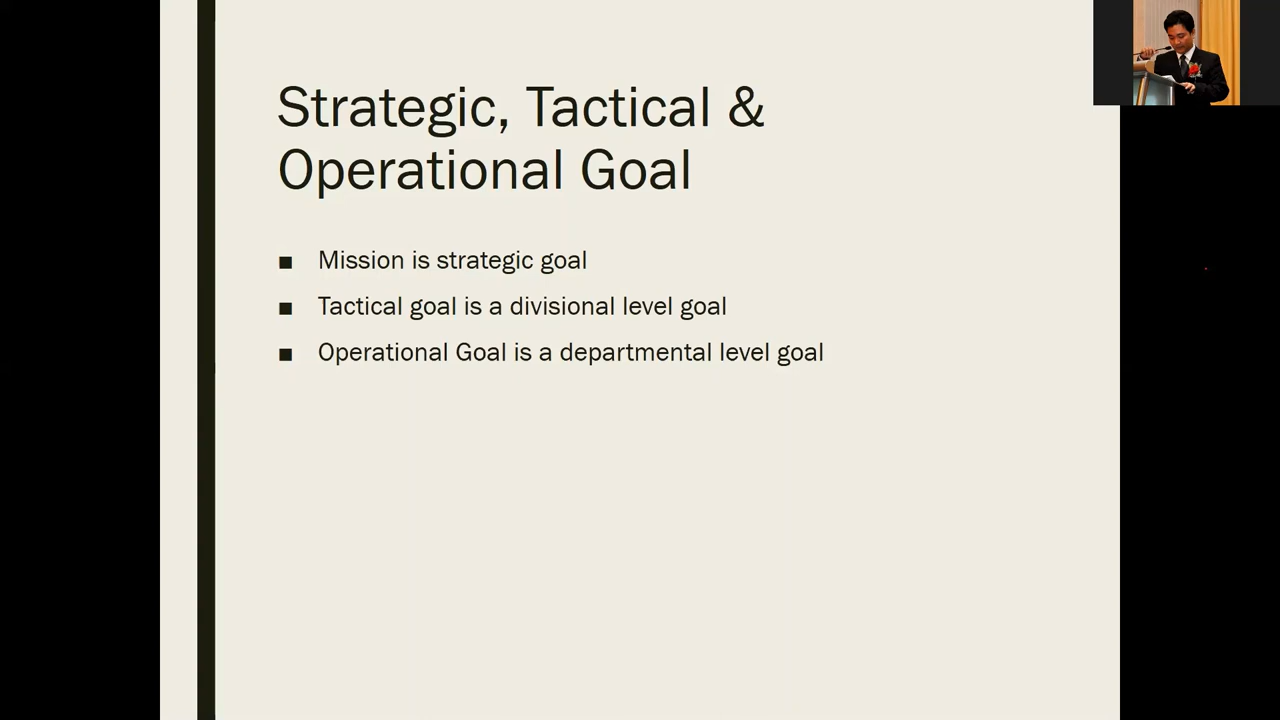 Strategic, Tactical &
Operational Goal
■ Mission is strategic goal
■ Tactical goal is a divisional level goal
■ Operational Goal is a departmental level goal